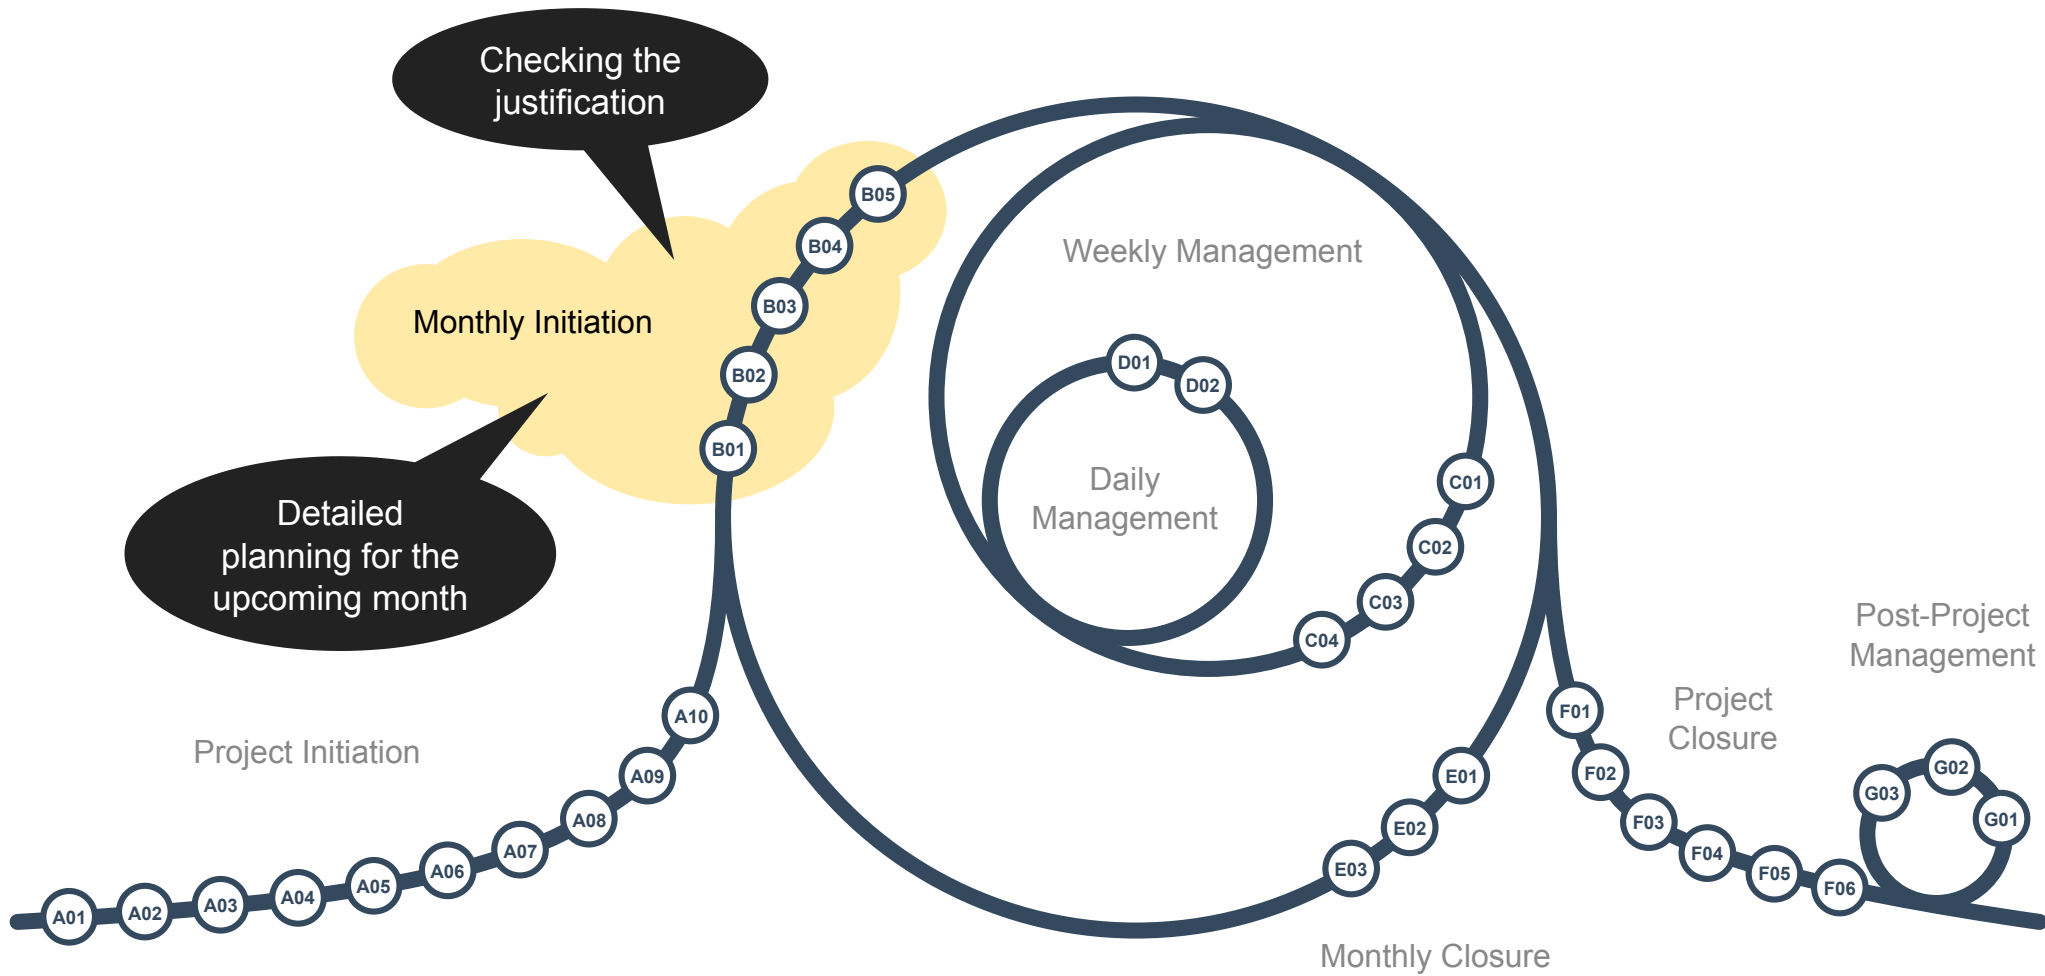 Checking the
justification
Monthly Initiation
Detailed
planning for the
upcoming month
Project Initiation
A01
A02
A03
A04
A05
A06
A07
A08
A09
A10
B01
B02
B03
B04
B05
Weekly Management
C01
C02
C03
C04
D01
D02
Daily
Management
E01
E02
E03
Monthly Closure
F01
F02
F03
F04
F05
F06
Project
Closure
Post-Project
Management
G01
G02
G03